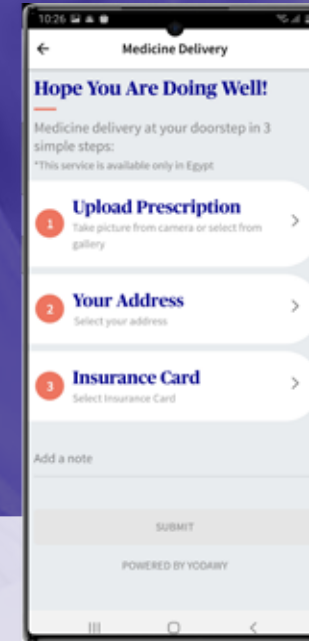 10:26
Medicine Delivery
Hope You Are Doing Well!
Medicine delivery at your doorstep in 3
simple steps:
*This service is available only in Egypt
1
Upload Prescription
Take picture from camera or select from
gallery
2
Your Address
Select your address
3
Insurance Card
Select Insurance Card
Add a note
SUBMIT
POWERED BY YODAWY